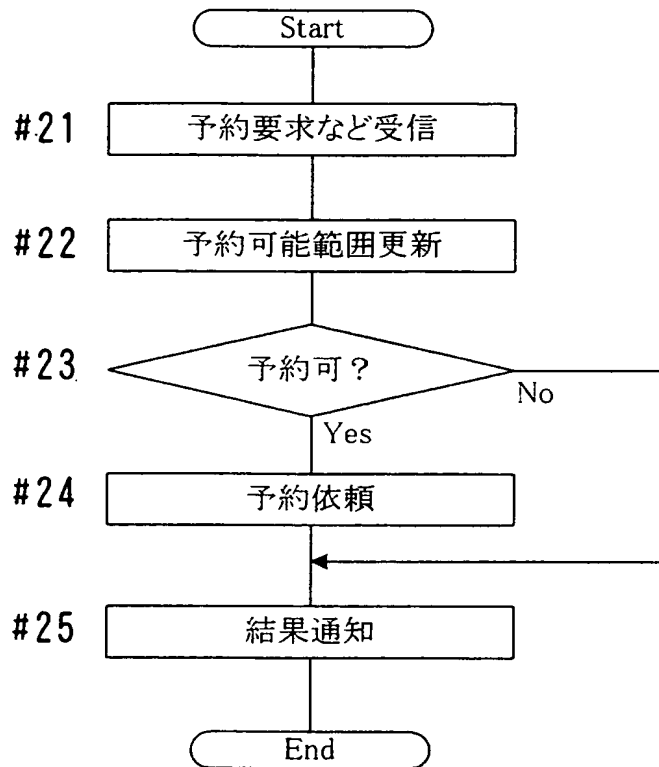 Start
#21 予約要求など受信
#22 予約可能範囲更新
#23 予約可？
No
Yes
#24 予約依頼
#25 結果通知
End